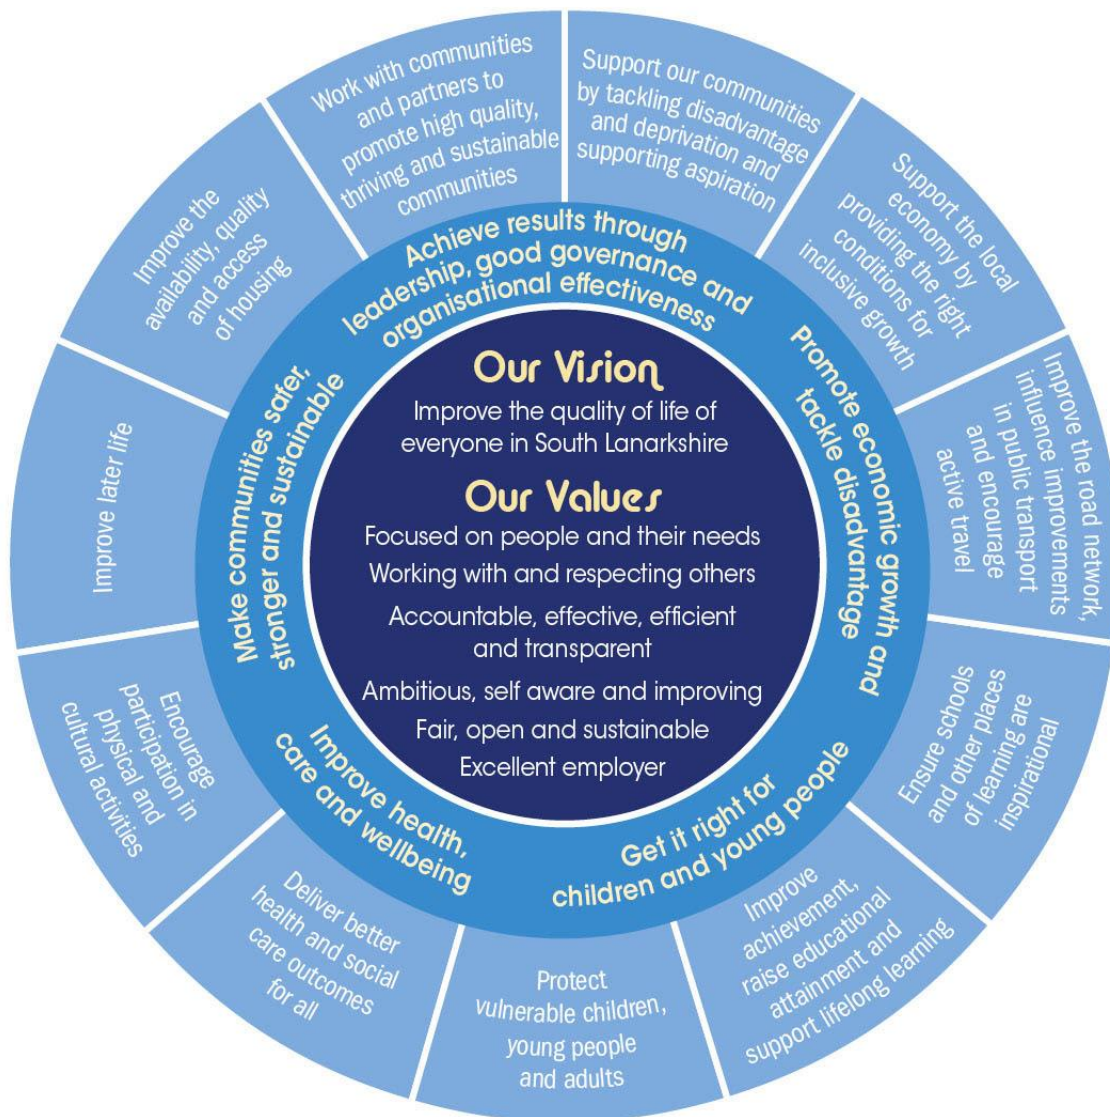 Our Vision
Improve the quality of life of
everyone in South Lanarkshire
Our Values
Focused on people and their needs
Working with and respecting others
Accountable, effective, efficient
and transparent
Ambitious, self aware and improving
Fair, open and sustainable
Excellent employer
Achieve results through
leadership, good governance and
organisational effectiveness
Promote economic growth and
tackle disadvantage
Get it right for
children and young people
Improve health,
care and wellbeing
Make communities safer,
stronger and sustainable
Support our communities
by tackling disadvantage
and deprivation and
supporting aspiration
Support the local
economy by
providing the right
conditions for
inclusive growth
Improve the road network,
influence improvements
in public transport
and encourage
active travel
Ensure schools
and other places
of learning are
inspirational
Improve
achievement,
raise educational
attainment and
support lifelong learning
Protect
vulnerable children,
young people
and adults
Deliver better
health and social
care outcomes
for all
Encourage
participation in
physical and
cultural activities
Improve later life
Improve the
availability, quality
and access
of housing
Work with communities
and partners to
promote high quality,
thriving and sustainable
communities